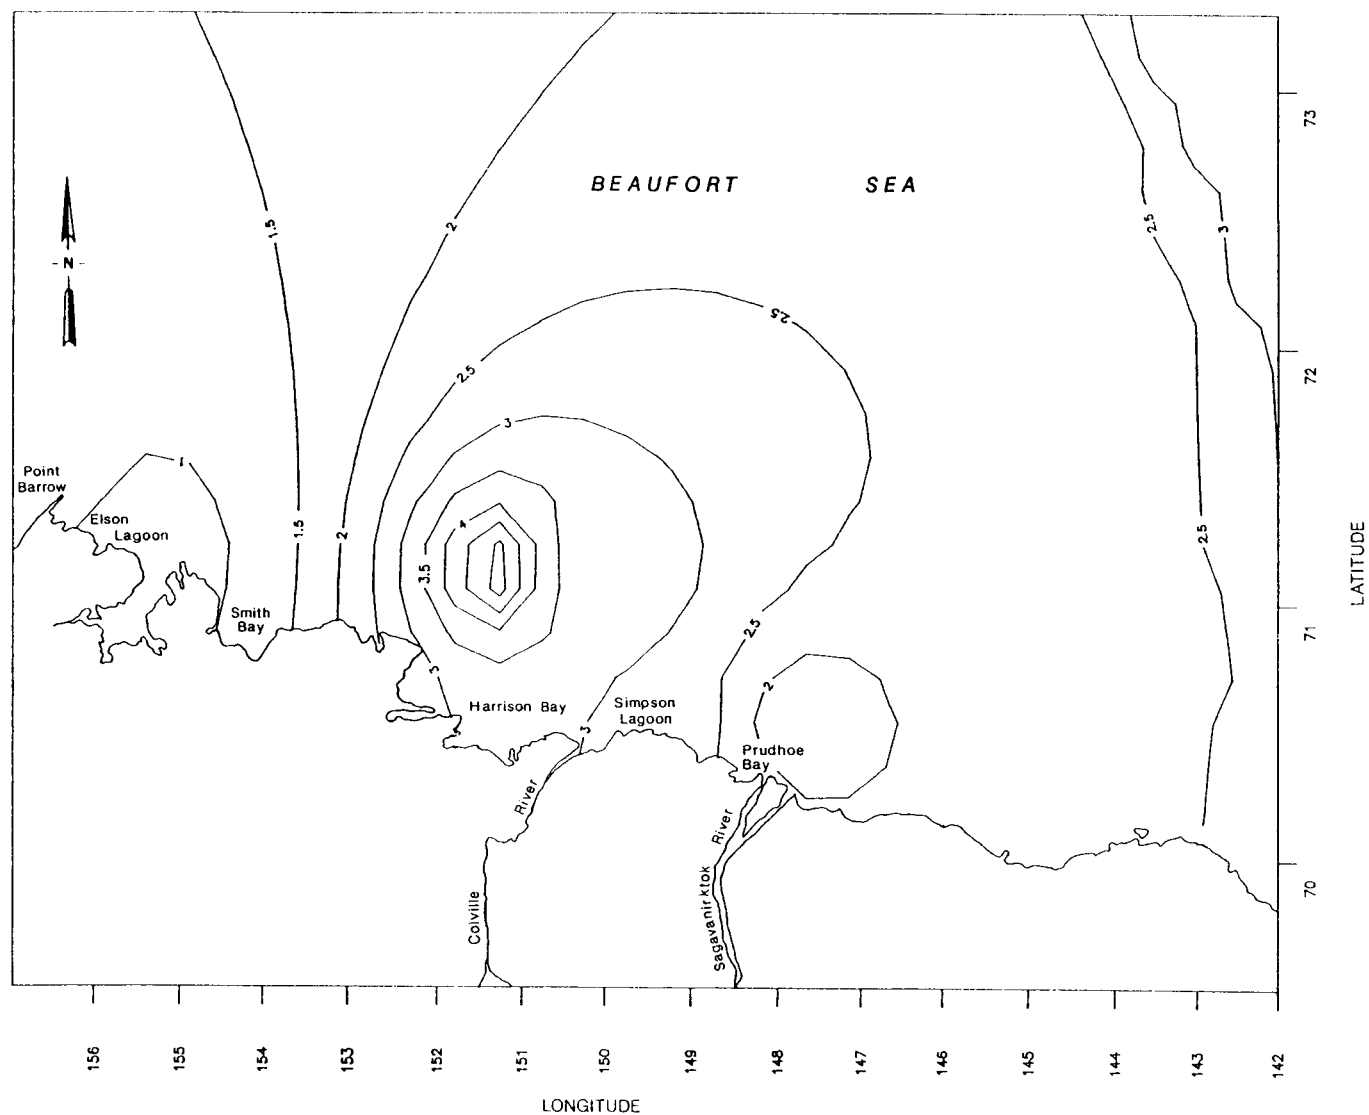 BEAUFORT SEA
73
1.5
2
2.5
3
N
2.5
72
2.5
3
1
Point
Barrow
Elson
Lagoon
4
3.5
1.5
2
2.5
LATITUDE
Smith
Bay
71
2.5
3
2
Harrison Bay
Simpson
Lagoon
3
Prudhoe
Bay
River
River
70
Colville
Sagavanirktok
156
155
154
153
152
151
150
149
148
147
146
145
144
143
142
LONGITUDE